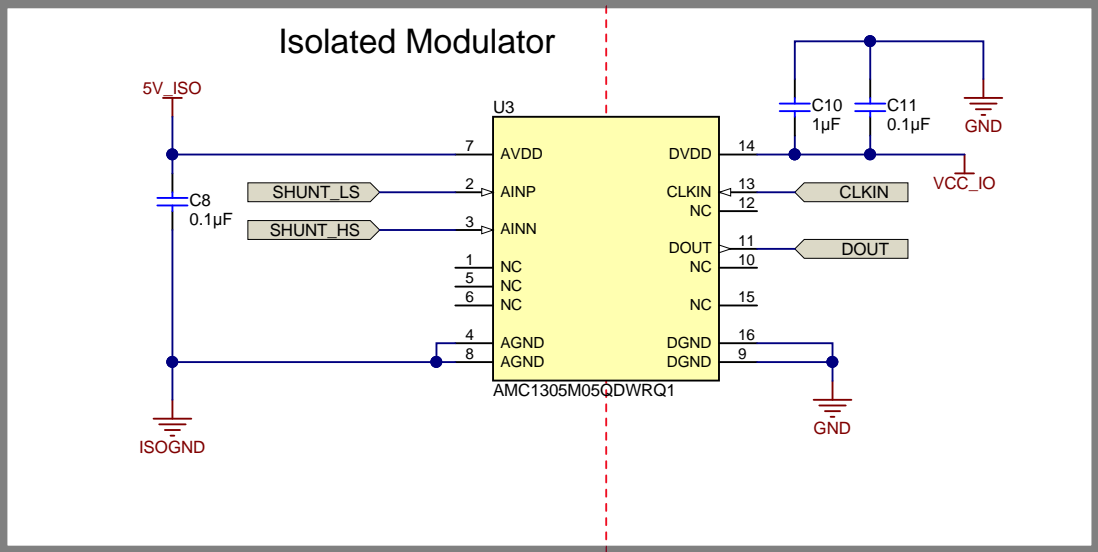 Isolated Modulator
5V_ISO
C8
0.1µF
SHUNT_LS
SHUNT_HS
ISOGND
U3
7 AVDD
2 AINP
3 AINN
1 NC
5 NC
6 NC
4 AGND
8 AGND
DVDD 14
CLKIN 13
NC 12
DOUT 11
NC 10
NC 15
DGND 16
DGND 9
AMC1305M05QDWRQ1
C10
1µF
C11
0.1µF
GND
VCC_IO
CLKIN
DOUT
GND